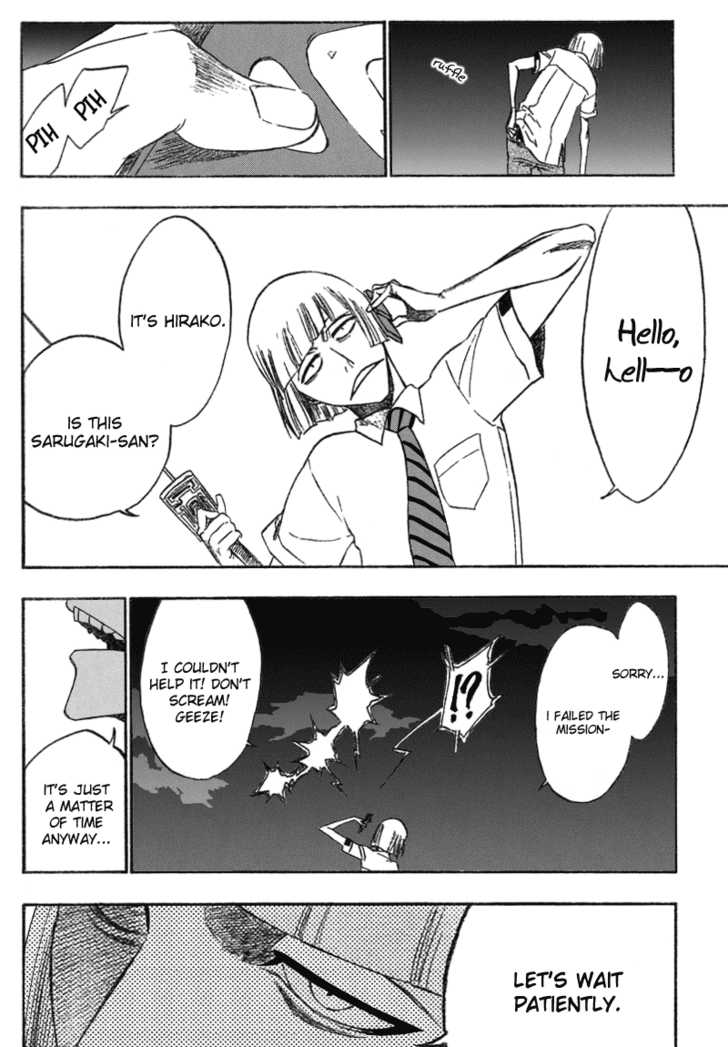 ruffle
PIH
PIH
Hello,
hell—o
IT'S HIRAKO.
IS THIS
SARUGAKI-SAN?
SORRY...
I FAILED THE
MISSION-
!?
I COULDN'T
HELP IT! DON'T
SCREAM!
GEEZE!
IT'S JUST
A MATTER
OF TIME
ANYWAY...
LET'S WAIT
PATIENTLY.